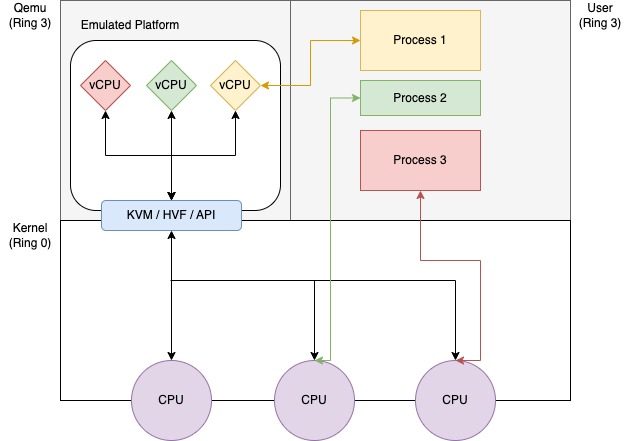 Qemu
(Ring 3)
User
(Ring 3)
Emulated Platform
vCPU
vCPU
vCPU
Process 1
Process 2
Process 3
KVM / HVF / API
Kernel
(Ring 0)
CPU
CPU
CPU